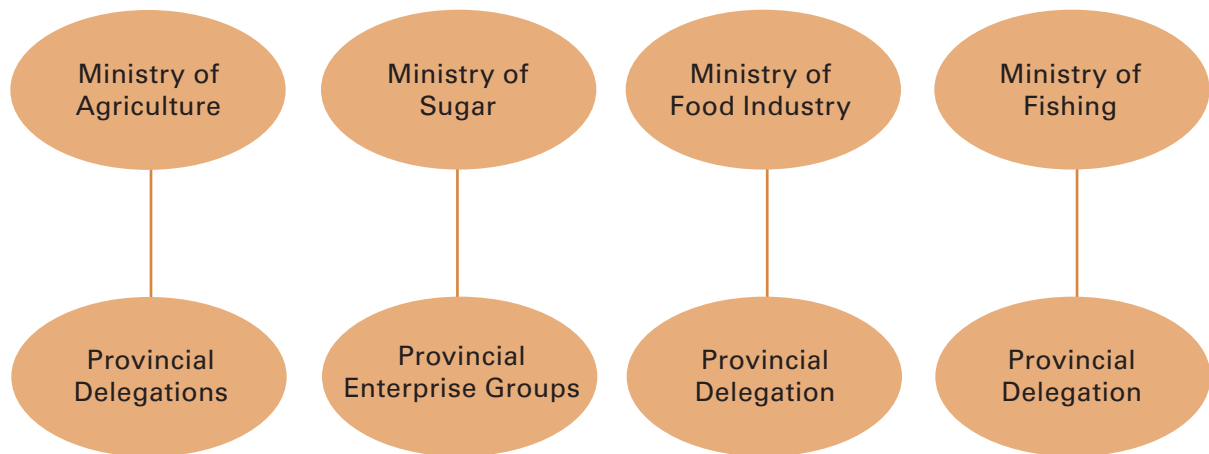 Ministry of
Agriculture
Ministry of
Sugar
Ministry of
Food Industry
Ministry of
Fishing
Provincial
Delegations
Provincial
Enterprise Groups
Provincial
Delegation
Provincial
Delegation